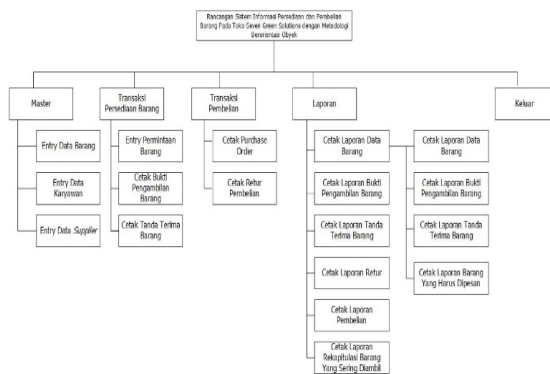 Rancangan Sistem Informasi Persediaan dan Pembelian
Barang Pada Toko Seven Green Solutions dengan Metodologi
Berorientasi Obyek
Master
Transaksi
Persediaan Barang
Transaksi
Pembelian
Laporan
Keluar
Entry Data Barang
Entry Data
Karyawan
Entry Data Supplier
Entry Permintaan
Barang
Cetak Bukti
Pengambilan
Barang
Cetak Tanda Terima
Barang
Cetak Purchase
Order
Cetak Retur
Pembelian
Cetak Laporan Data
Barang
Cetak Laporan Bukti
Pengambilan Barang
Cetak Laporan Tanda
Terima Barang
Cetak Laporan Retur
Cetak Laporan
Pembelian
Cetak Laporan
Rekapitulasi Barang
Yang Sering Diambil
Cetak Laporan Data
Barang
Cetak Laporan Bukti
Pengambilan Barang
Cetak Laporan Tanda
Terima Barang
Cetak Laporan Barang
Yang Harus Dipesan